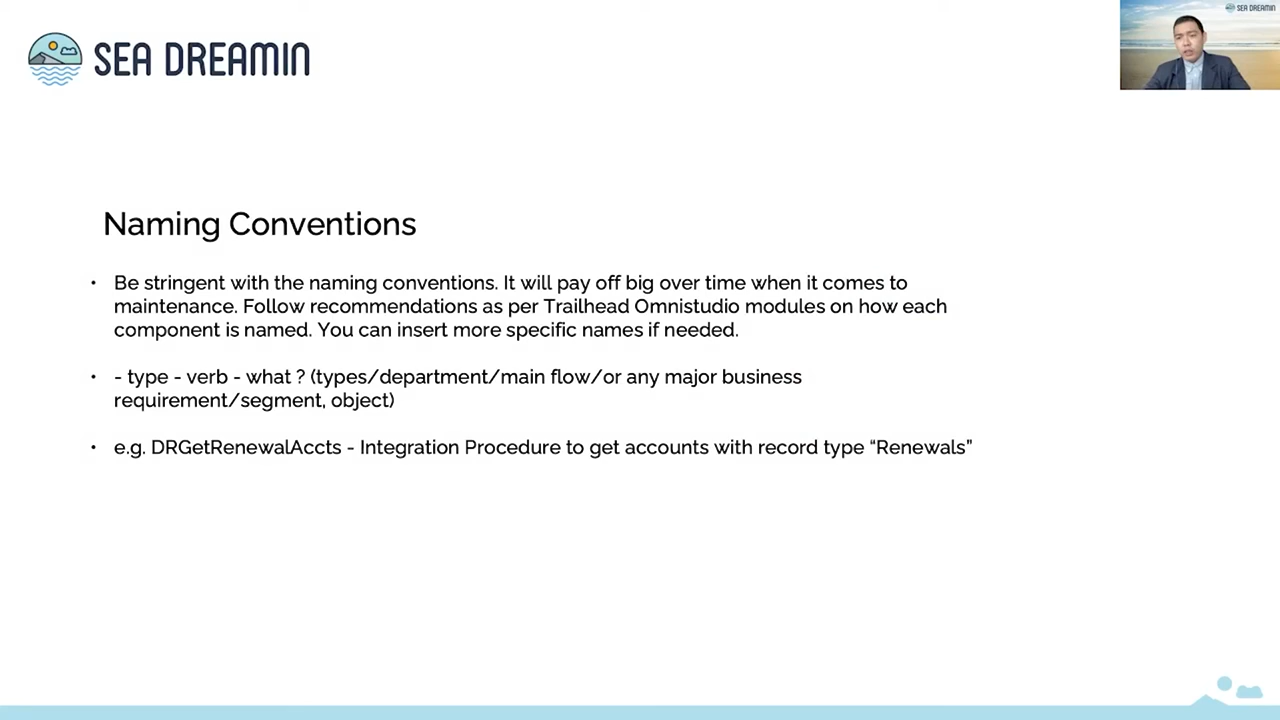 SEA DREAMIN
SEA DREAMIN
Naming Conventions
• Be stringent with the naming conventions. It will pay off big over time when it comes to
maintenance. Follow recommendations as per Trailhead Omnistudio modules on how each
component is named. You can insert more specific names if needed.
• - type - verb - what ? (types/department/main flow/or any major business
requirement/segment, object)
• e.g. DRGetRenewalAccts - Integration Procedure to get accounts with record type “Renewals”